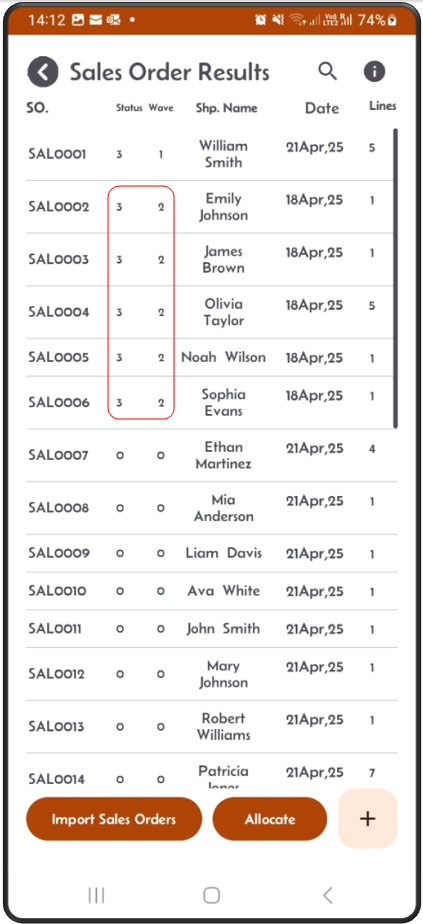 14:12 74%
Sales Order Results
SO. Status Wave Shp. Name Date Lines
SAL0001 3 1 William Smith 21Apr,25 5
SAL0002 3 2 Emily Johnson 18Apr,25 1
SAL0003 3 2 James Brown 18Apr,25 1
SAL0004 3 2 Olivia Taylor 18Apr,25 5
SAL0005 3 2 Noah Wilson 18Apr,25 1
SAL0006 3 2 Sophia Evans 18Apr,25 1
SAL0007 0 0 Ethan Martinez 21Apr,25 4
SAL0008 0 0 Mia Anderson 21Apr,25 1
SAL0009 0 0 Liam Davis 21Apr,25 1
SAL0010 0 0 Ava White 21Apr,25 1
SAL0011 0 0 John Smith 21Apr,25 1
SAL0012 0 0 Mary Johnson 21Apr,25 1
SAL0013 0 0 Robert Williams 21Apr,25 1
SAL0014 0 0 Patricia 21Apr,25 7
Import Sales Orders Allocate +